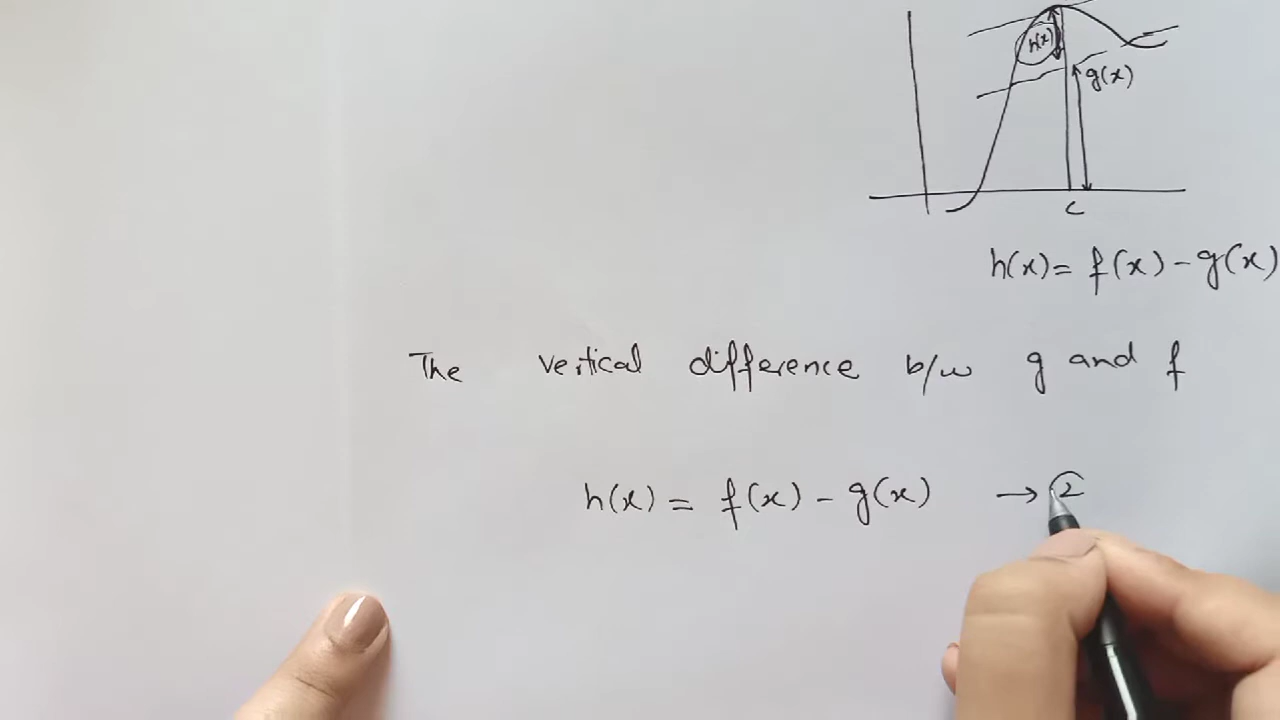 h(x)
g(x)
c
h(x) = f(x) - g(x)
The vertical difference b/w g and f
h(x) = f(x) - g(x) → 2